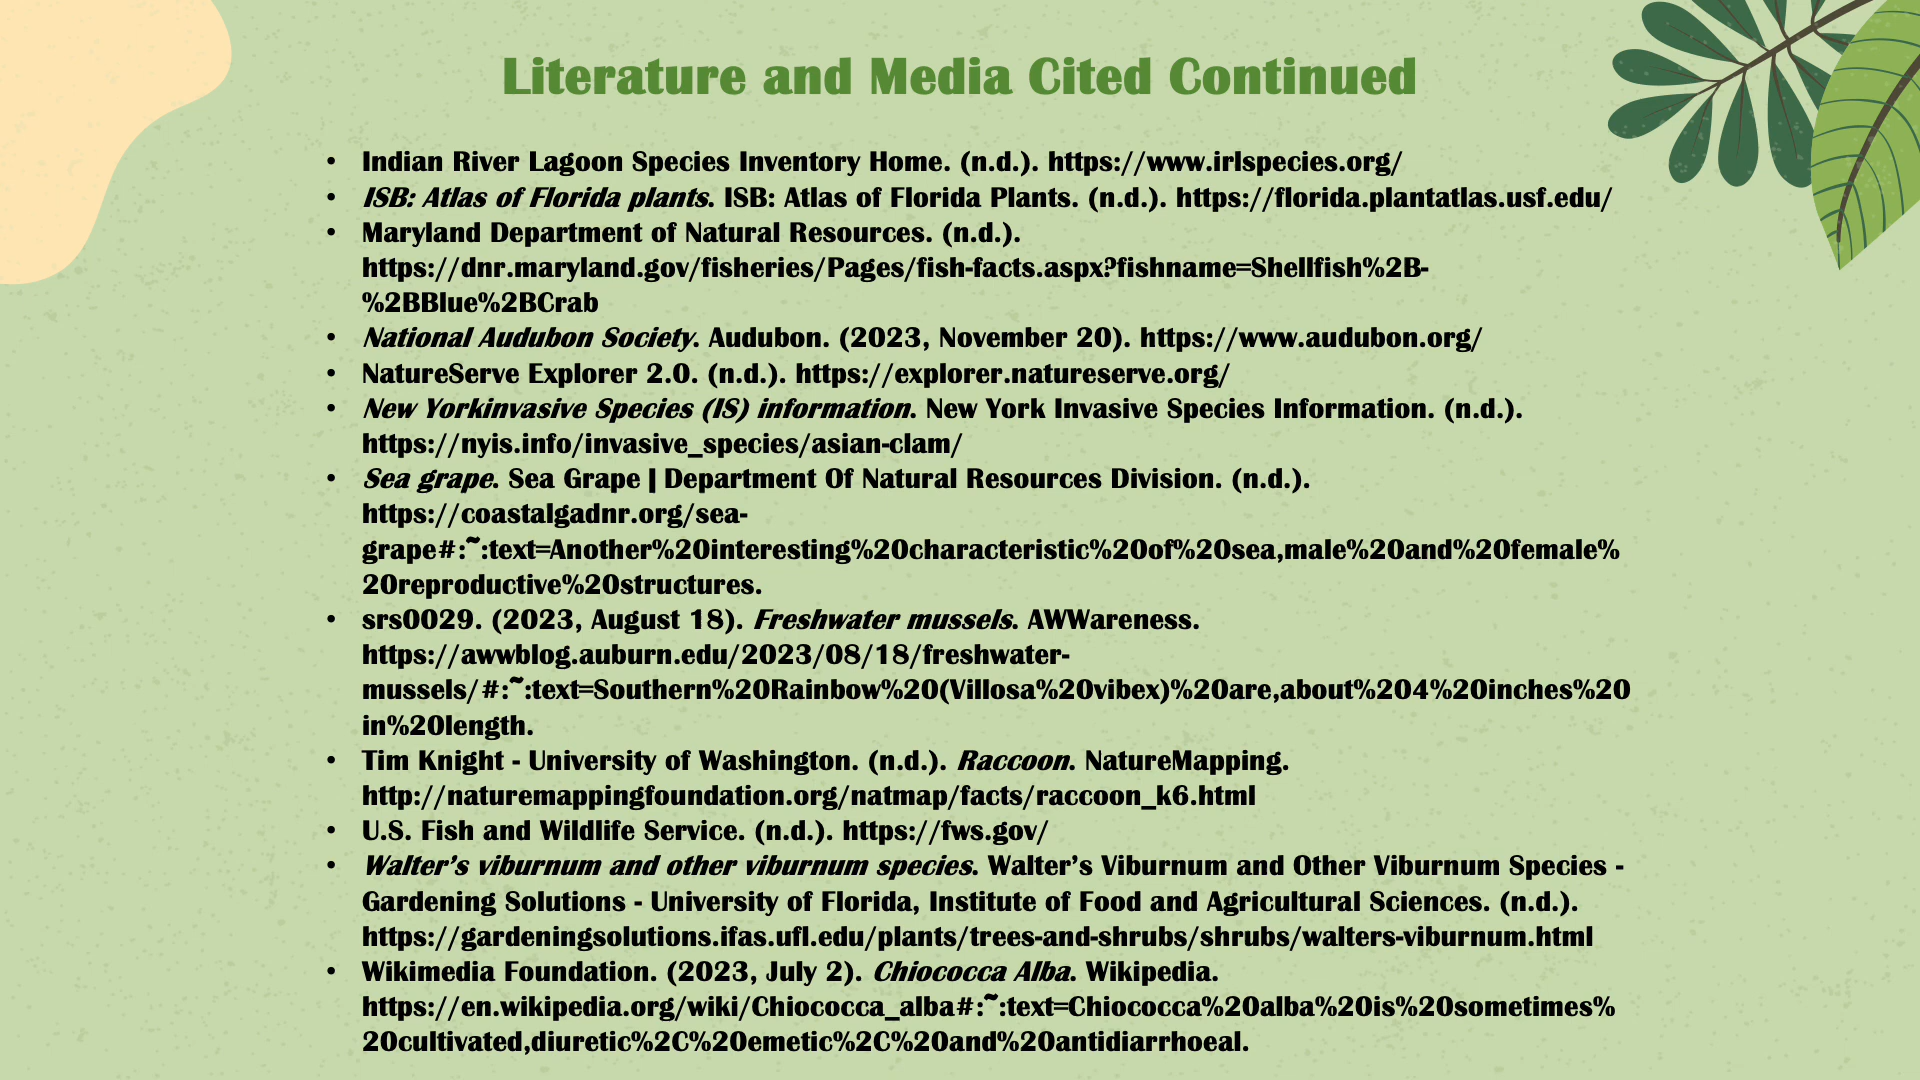 Literature and Media Cited Continued
• Indian River Lagoon Species Inventory Home. (n.d.). https://www.irlspecies.org/
• ISB: Atlas of Florida plants. ISB: Atlas of Florida Plants. (n.d.). https://florida.plantatlas.usf.edu/
• Maryland Department of Natural Resources. (n.d.).
https://dnr.maryland.gov/fisheries/Pages/fish-facts.aspx?fishname=Shellfish%2B-
%2BBlue%2BCrab
• National Audubon Society. Audubon. (2023, November 20). https://www.audubon.org/
• NatureServe Explorer 2.0. (n.d.). https://explorer.natureserve.org/
• New Yorkinvasive Species (IS) information. New York Invasive Species Information. (n.d.).
https://nyis.info/invasive_species/asian-clam/
• Sea grape. Sea Grape | Department Of Natural Resources Division. (n.d.).
https://coastalgadnr.org/sea-
grape#:~:text=Another%20interesting%20characteristic%20of%20sea,male%20and%20female%
20reproductive%20structures.
• srs0029. (2023, August 18). Freshwater mussels. AWWareness.
https://awwblog.auburn.edu/2023/08/18/freshwater-
mussels/#:~:text=Southern%20Rainbow%20(Villosa%20vibex)%20are,about%204%20inches%20
in%20length.
• Tim Knight - University of Washington. (n.d.). Raccoon. NatureMapping.
http://naturemappingfoundation.org/natmap/facts/raccoon_k6.html
• U.S. Fish and Wildlife Service. (n.d.). https://fws.gov/
• Walter’s viburnum and other viburnum species. Walter’s Viburnum and Other Viburnum Species -
Gardening Solutions - University of Florida, Institute of Food and Agricultural Sciences. (n.d.).
https://gardeningsolutions.ifas.ufl.edu/plants/trees-and-shrubs/shrubs/walters-viburnum.html
• Wikimedia Foundation. (2023, July 2). Chiococca Alba. Wikipedia.
https://en.wikipedia.org/wiki/Chiococca_alba#:~:text=Chiococca%20alba%20is%20sometimes%
20cultivated,diuretic%2C%20emetic%2C%20and%20antidiarrhoeal.